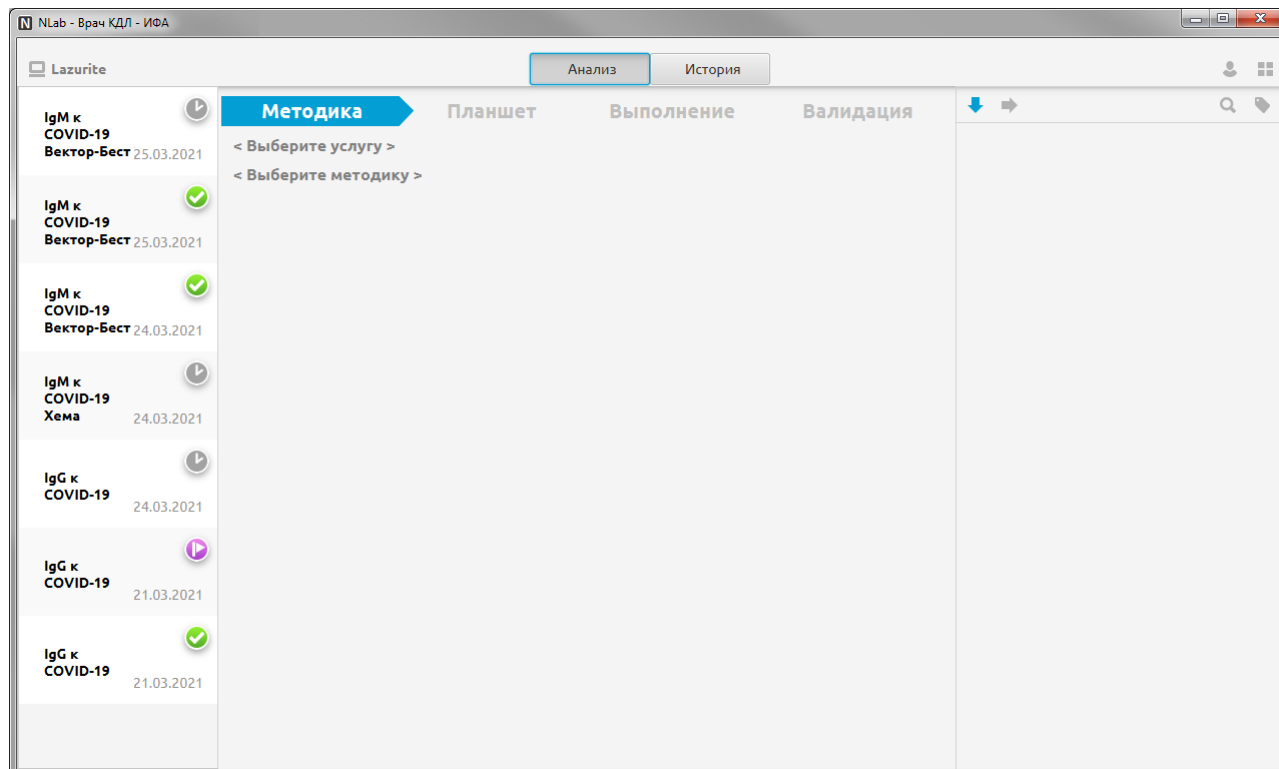 NLab - Врач КДЛ - ИФА
Lazurite
Анализ
История
IgM к
COVID-19
Вектор-Бест 25.03.2021
IgM к
COVID-19
Вектор-Бест 25.03.2021
IgM к
COVID-19
Вектор-Бест 24.03.2021
IgM к
COVID-19
Хема
24.03.2021
IgG к
COVID-19
24.03.2021
IgG к
COVID-19
21.03.2021
IgG к
COVID-19
21.03.2021
Методика
Планшет
Выполнение
Валидация
< Выберите услугу >
< Выберите методику >